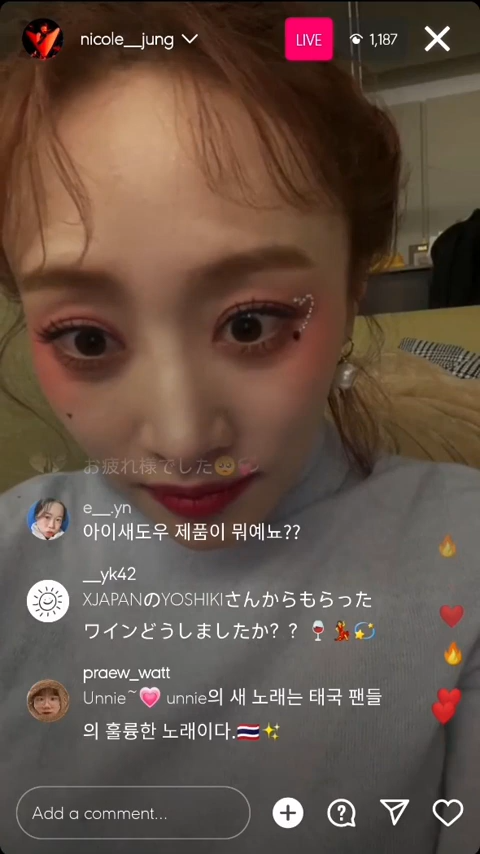 nicole__jung
LIVE
1,187
お疲れ様でした🥺💞
e__.yn
아이섀도우 제품이 뭐예뇨??
__yk42
XJAPANのYOSHIKIさんからもらった
ワインどうしましたか？？🍷💃💫
praew_watt
Unnie~💗 unnie의 새 노래는 태국 팬들
의 훌륭한 노래이다.🇹🇭✨
Add a comment...